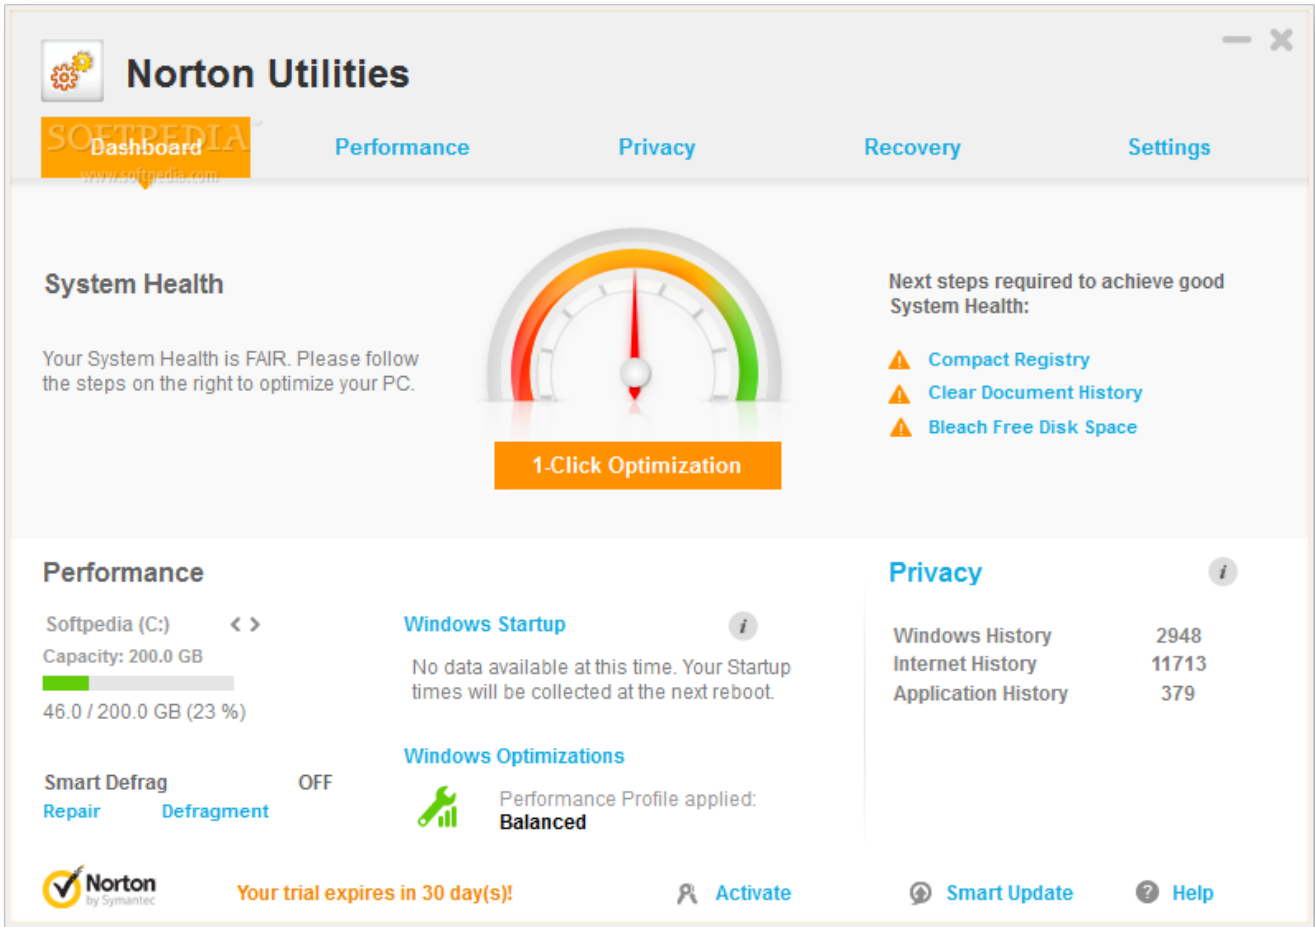 Norton Utilities
SOFTPEDIA
www.softpedia.com
Dashboard
Performance
Privacy
Recovery
Settings
System Health
Your System Health is FAIR. Please follow
the steps on the right to optimize your PC.
1-Click Optimization
Next steps required to achieve good
System Health:
Compact Registry
Clear Document History
Bleach Free Disk Space
Performance
Softpedia (C:)
Capacity: 200.0 GB
46.0 / 200.0 GB (23 %)
Smart Defrag OFF
Repair Defragment
Windows Startup
No data available at this time. Your Startup
times will be collected at the next reboot.
Windows Optimizations
Performance Profile applied:
Balanced
Privacy
Windows History 2948
Internet History 11713
Application History 379
Norton
by Symantec
Your trial expires in 30 day(s)!
Activate
Smart Update
Help